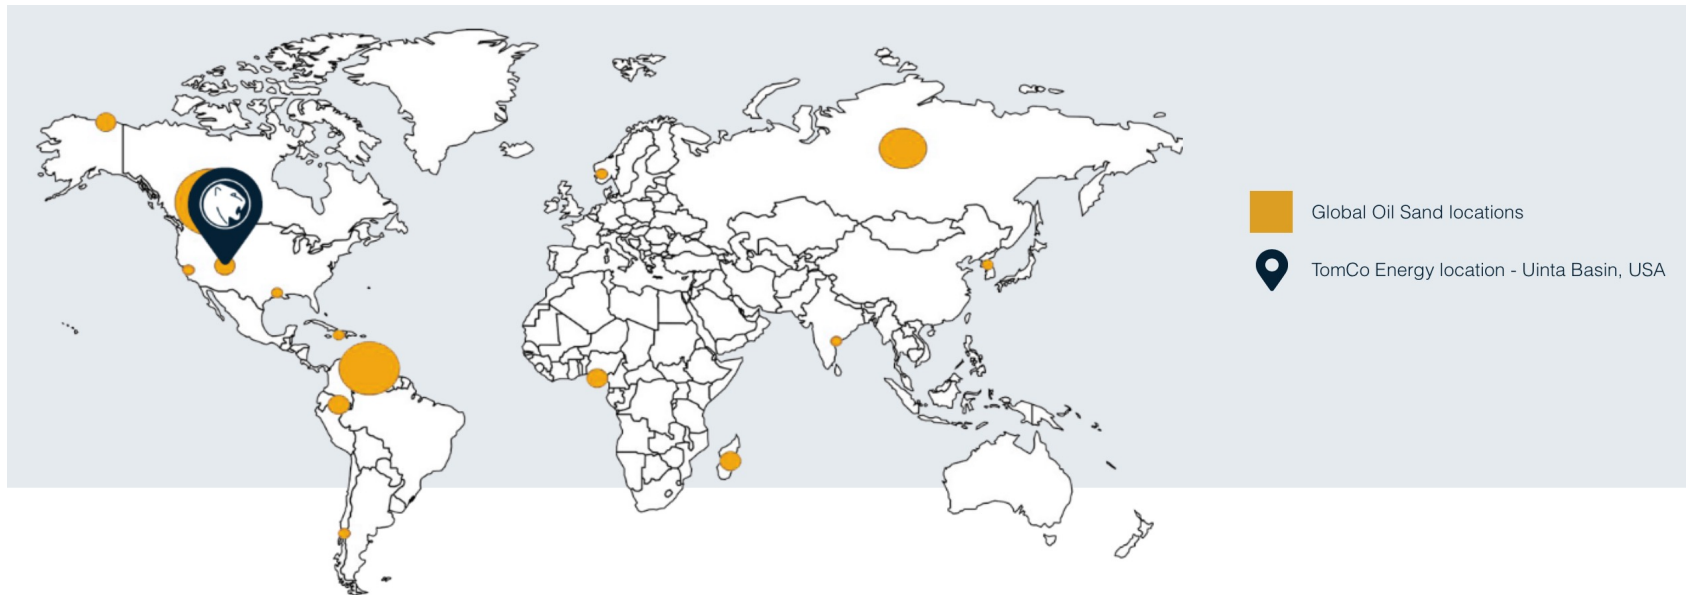 Global Oil Sand locations
TomCo Energy location - Uinta Basin, USA